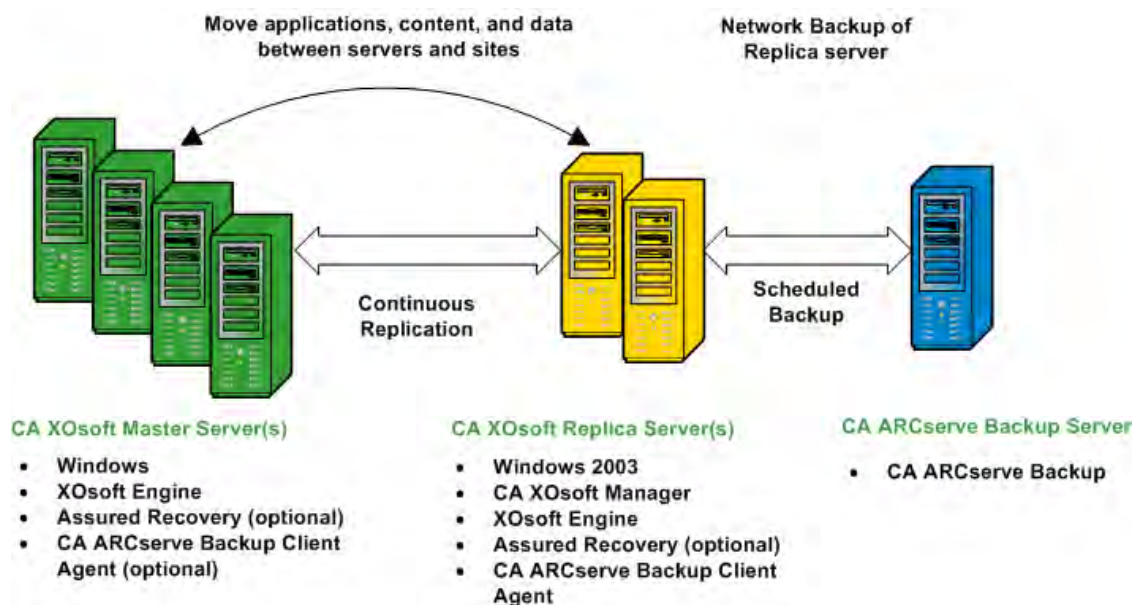 Move applications, content, and data
between servers and sites
Network Backup of
Replica server
Continuous
Replication
Scheduled
Backup
CA XOsoft Master Server(s)
• Windows
• XOsoft Engine
• Assured Recovery (optional)
• CA ARCserve Backup Client
Agent (optional)
CA XOsoft Replica Server(s)
• Windows 2003
• CA XOsoft Manager
• XOsoft Engine
• Assured Recovery (optional)
• CA ARCserve Backup Client
Agent
CA ARCserve Backup Server
• CA ARCserve Backup